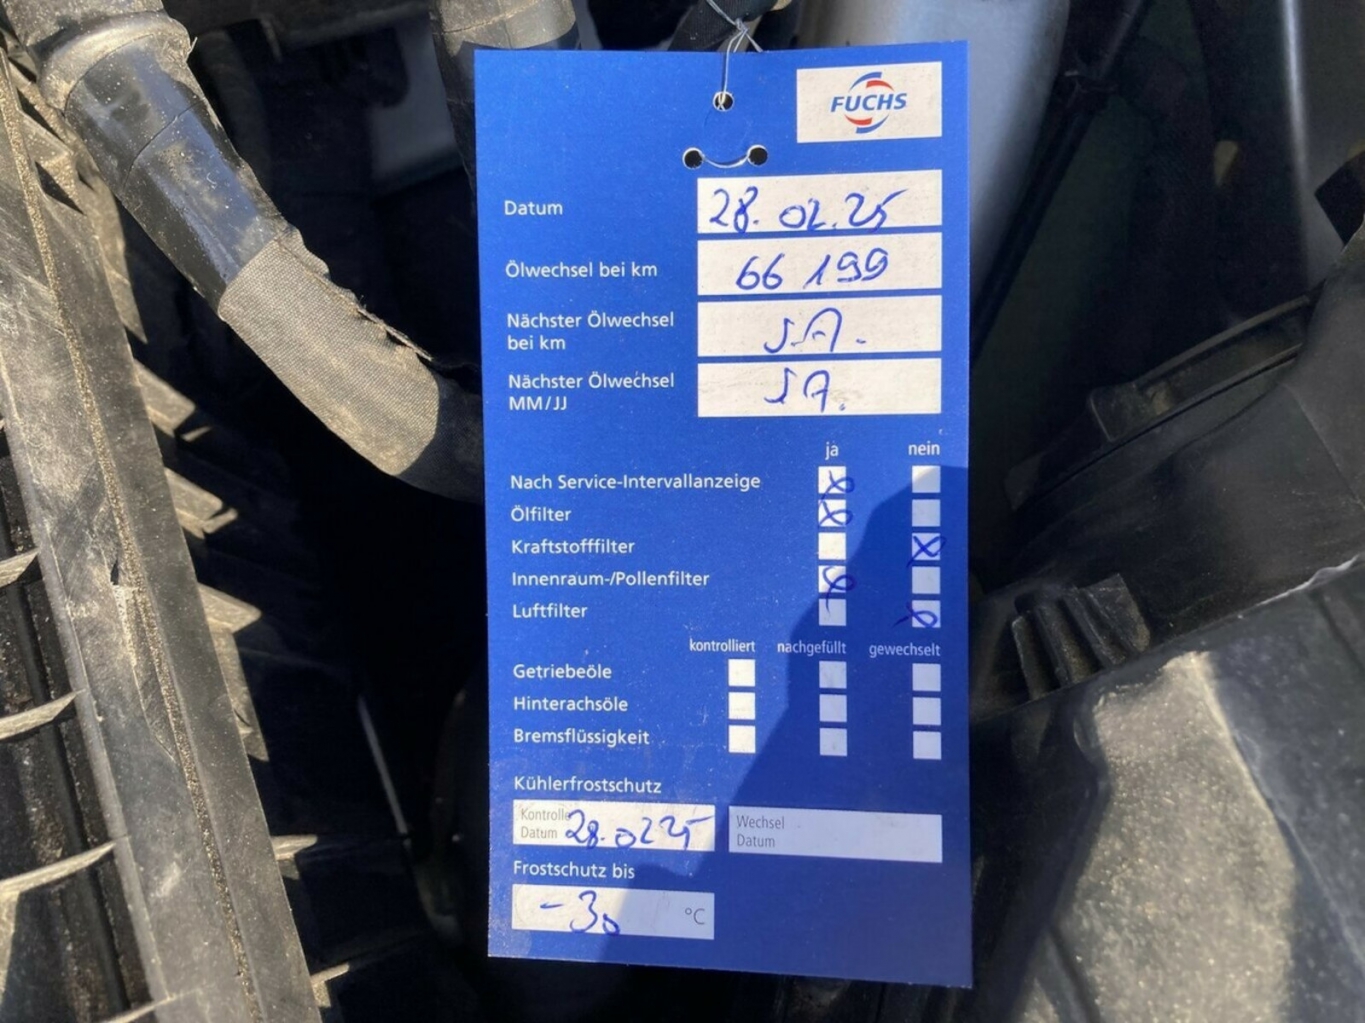 FUCHS
Datum 28.02.25
Ölwechsel bei km 66 199
Nächster Ölwechsel
bei km
Nächster Ölwechsel
MM/JJ
ja nein
Nach Service-Intervallanzeige
Ölfilter
Kraftstofffilter
Innenraum-/Pollenfilter
Luftfilter
kontrolliert nachgefüllt gewechselt
Getriebeöle
Hinterachsöle
Bremsflüssigkeit
Kühlerfrostschutz
Kontrolle Wechsel
Datum 28.02 25 Datum
Frostschutz bis
-30 °C